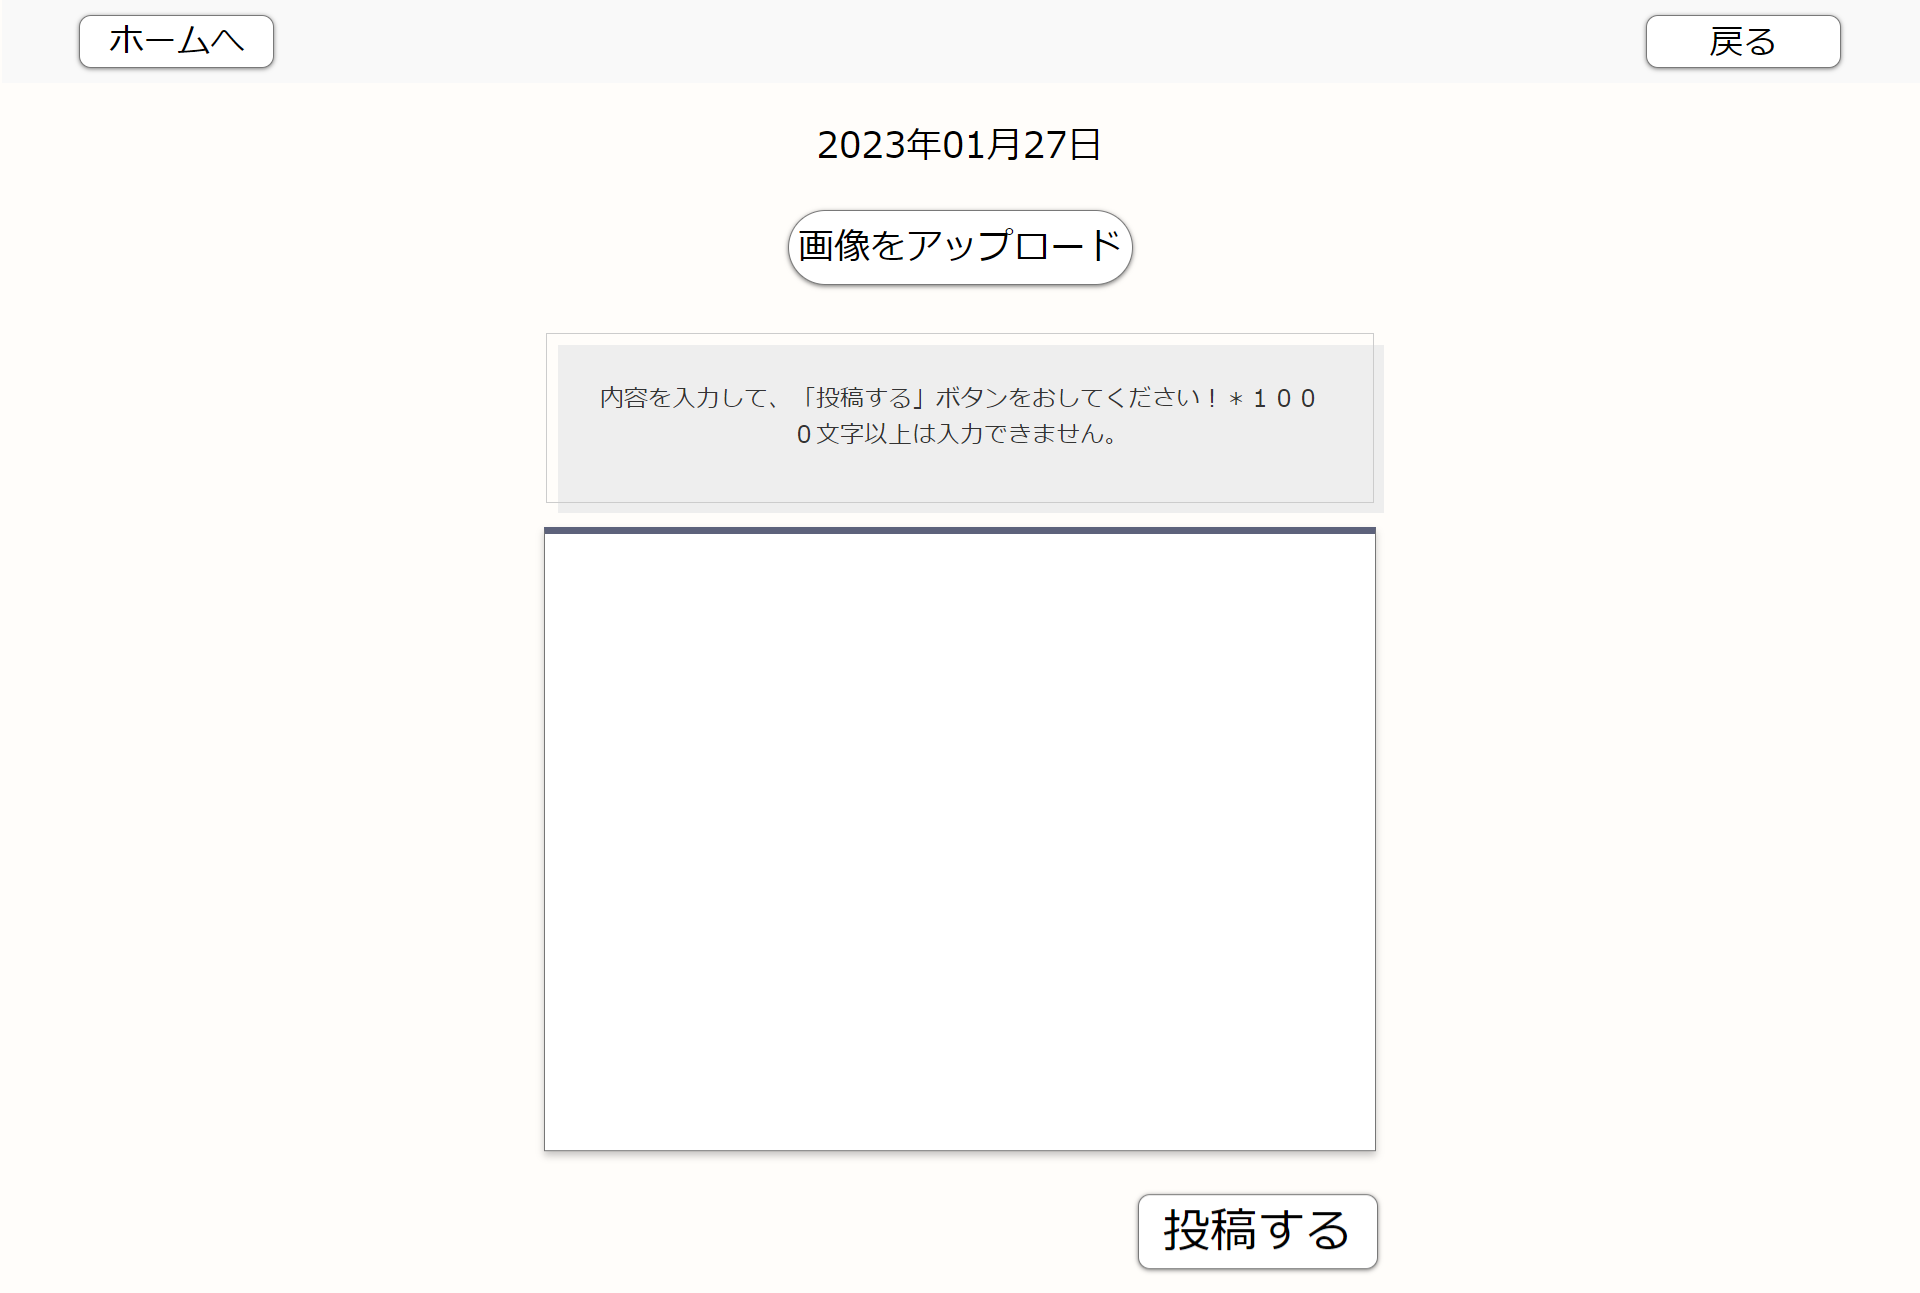 ホームへ
戻る
2023年01月27日
画像をアップロード
内容を入力して、「投稿する」ボタンをおしてください！＊１００
０文字以上は入力できません。
投稿する